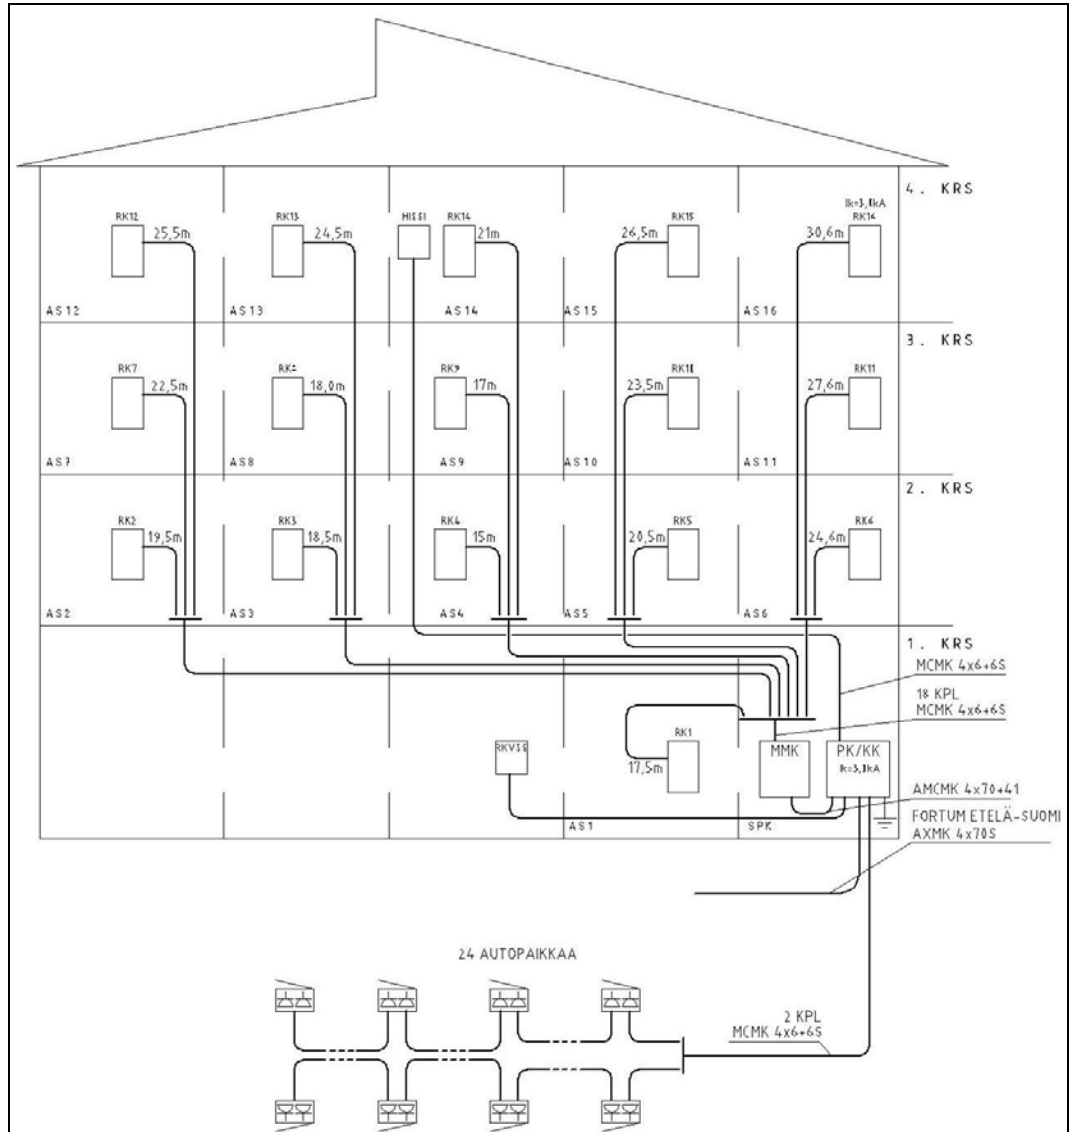 4. KRS
Ik=3,1kA
RK12
RK13
HISSI
RK14
RK15
RK16
25,5m
24,5m
21m
26,5m
30,6m
AS12
AS13
AS14
AS15
AS16
3. KRS
RK7
RK9
RK10
RK11
22,5m
18,0m
17m
23,5m
27,6m
AS7
AS8
AS9
AS10
AS11
2. KRS
RK2
RK3
RK4
RK5
RK6
19,5m
18,5m
15m
20,5m
24,6m
AS2
AS3
AS4
AS5
AS6
1. KRS
MCMK 4x6+6S
18 KPL
MCMK 4x6+6S
RK1
RKVSS
MMK
PK/KK
Ik=3,1kA
17,5m
AMCMK 4x70+41
AS1
SPK
FORTUM ETELÄ-SUOMI
AXMK 4x70S
24 AUTOPAIKKAA
2 KPL
MCMK 4x6+6S